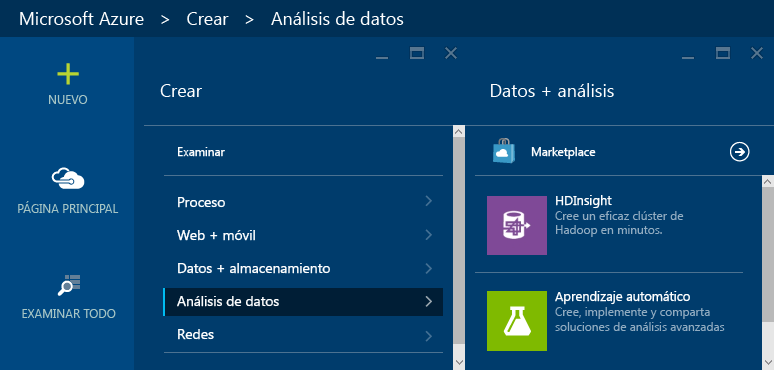 Microsoft Azure > Crear > Análisis de datos
NUEVO
PÁGINA PRINCIPAL
EXAMINAR TODO
Crear
Examinar
Proceso
Web + móvil
Datos + almacenamiento
Análisis de datos
Redes
Datos + análisis
Marketplace
HDInsight
Cree un eficaz clúster de
Hadoop en minutos.
Aprendizaje automático
Cree, implemente y comparta
soluciones de análisis avanzadas